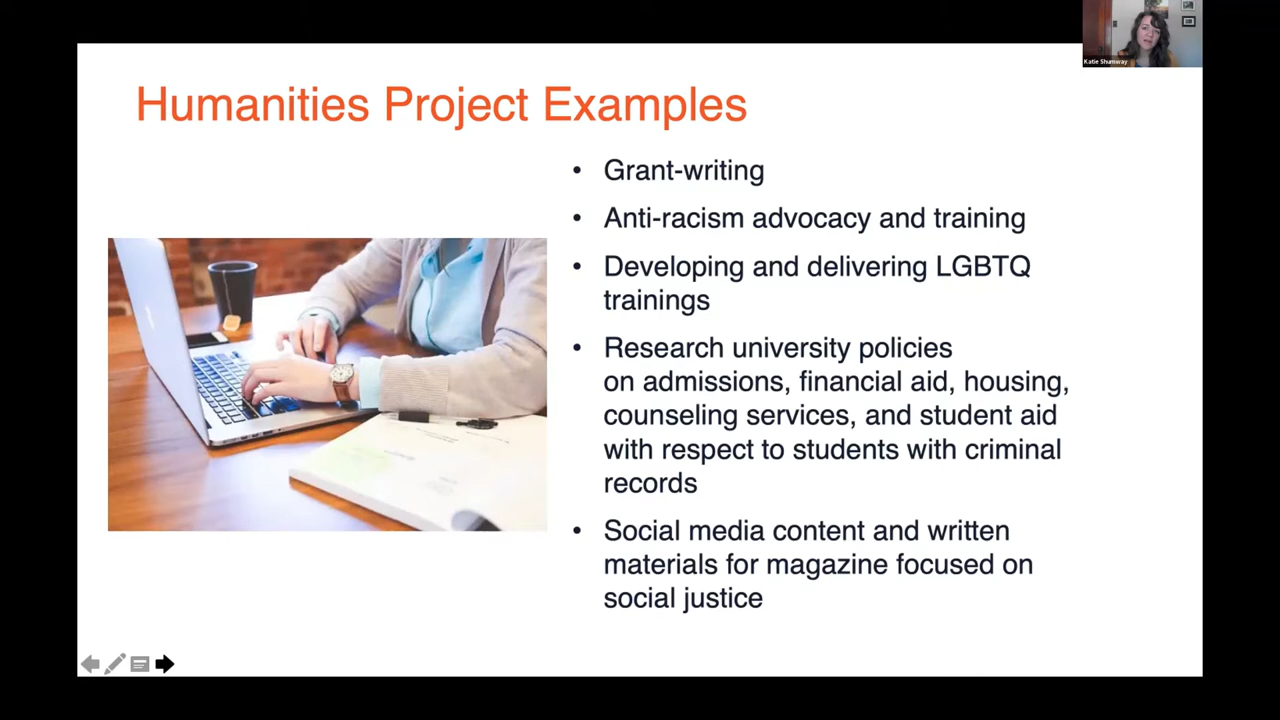 Katie Shumway
Humanities Project Examples
• Grant-writing
• Anti-racism advocacy and training
• Developing and delivering LGBTQ
trainings
• Research university policies
on admissions, financial aid, housing,
counseling services, and student aid
with respect to students with criminal
records
• Social media content and written
materials for magazine focused on
social justice